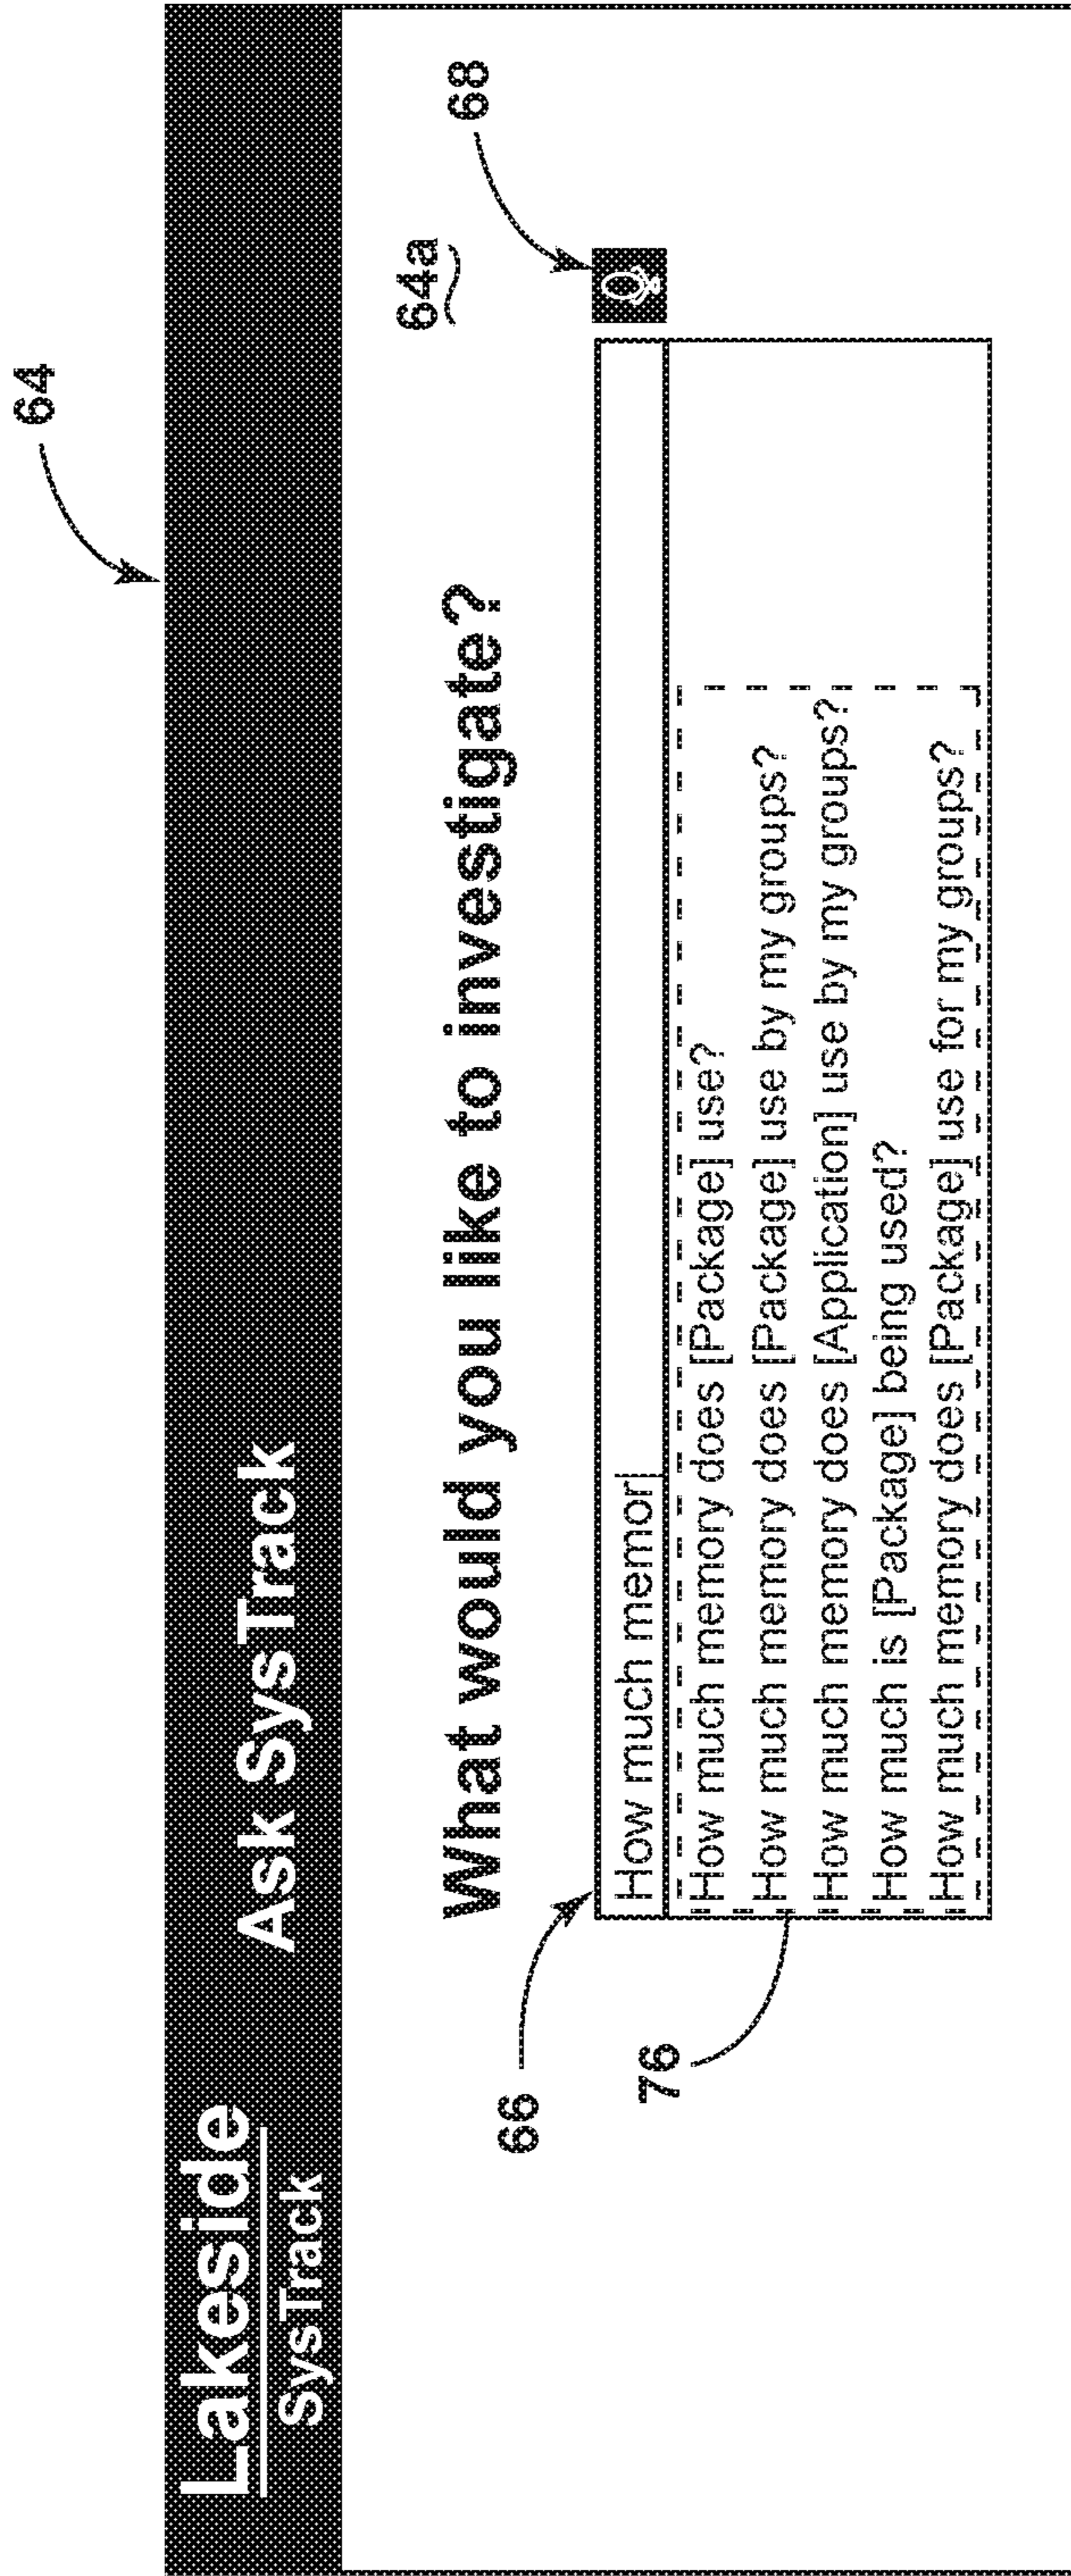 64
Lakeside
SysTrack
Ask SysTrack
64a
What would you like to investigate?
68
66
How much memor
76
How much memory does [Package] use?
How much memory does [Package] use by my groups?
How much memory does [Application] use by my groups?
How much is [Package] being used?
How much memory does [Package] use for my groups?